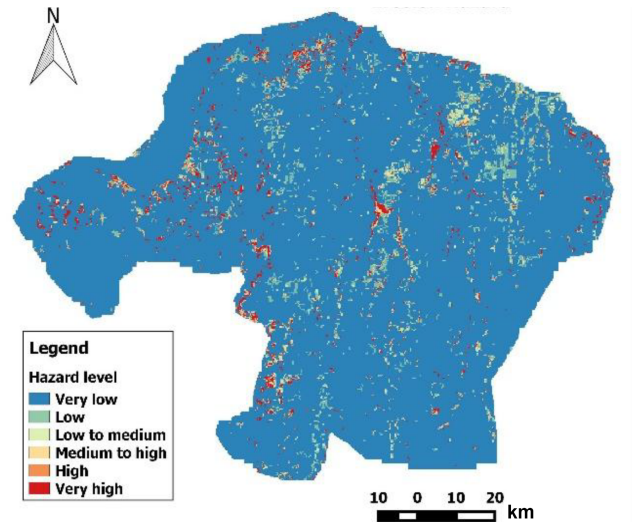 N
Legend
Hazard level
Very low
Low
Low to medium
Medium to high
High
Very high
10 0 10 20 km